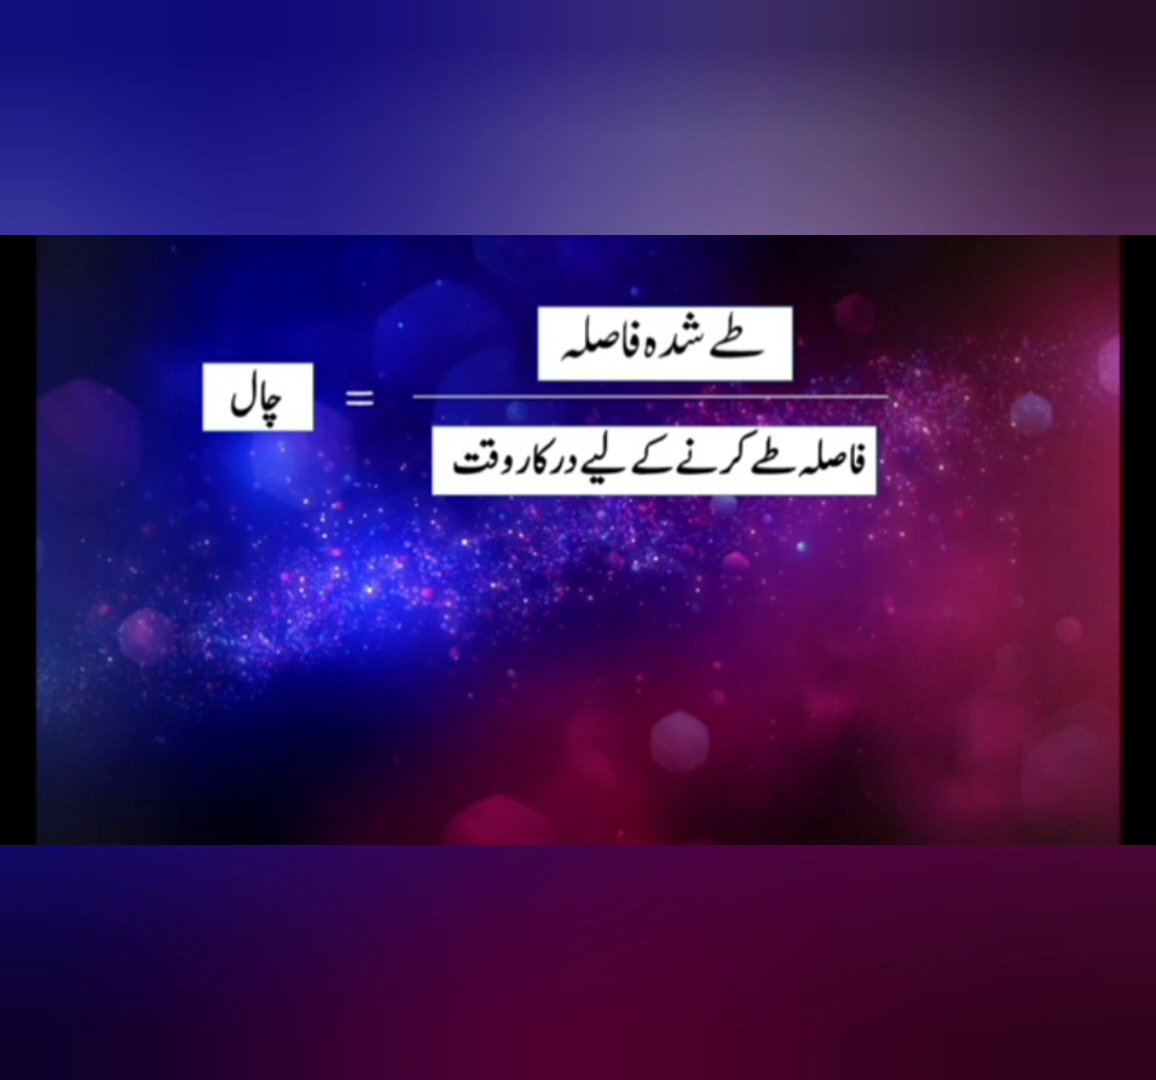 طے شدہ فاصلہ
چال =
فاصلہ طے کرنے کے لیے درکار وقت